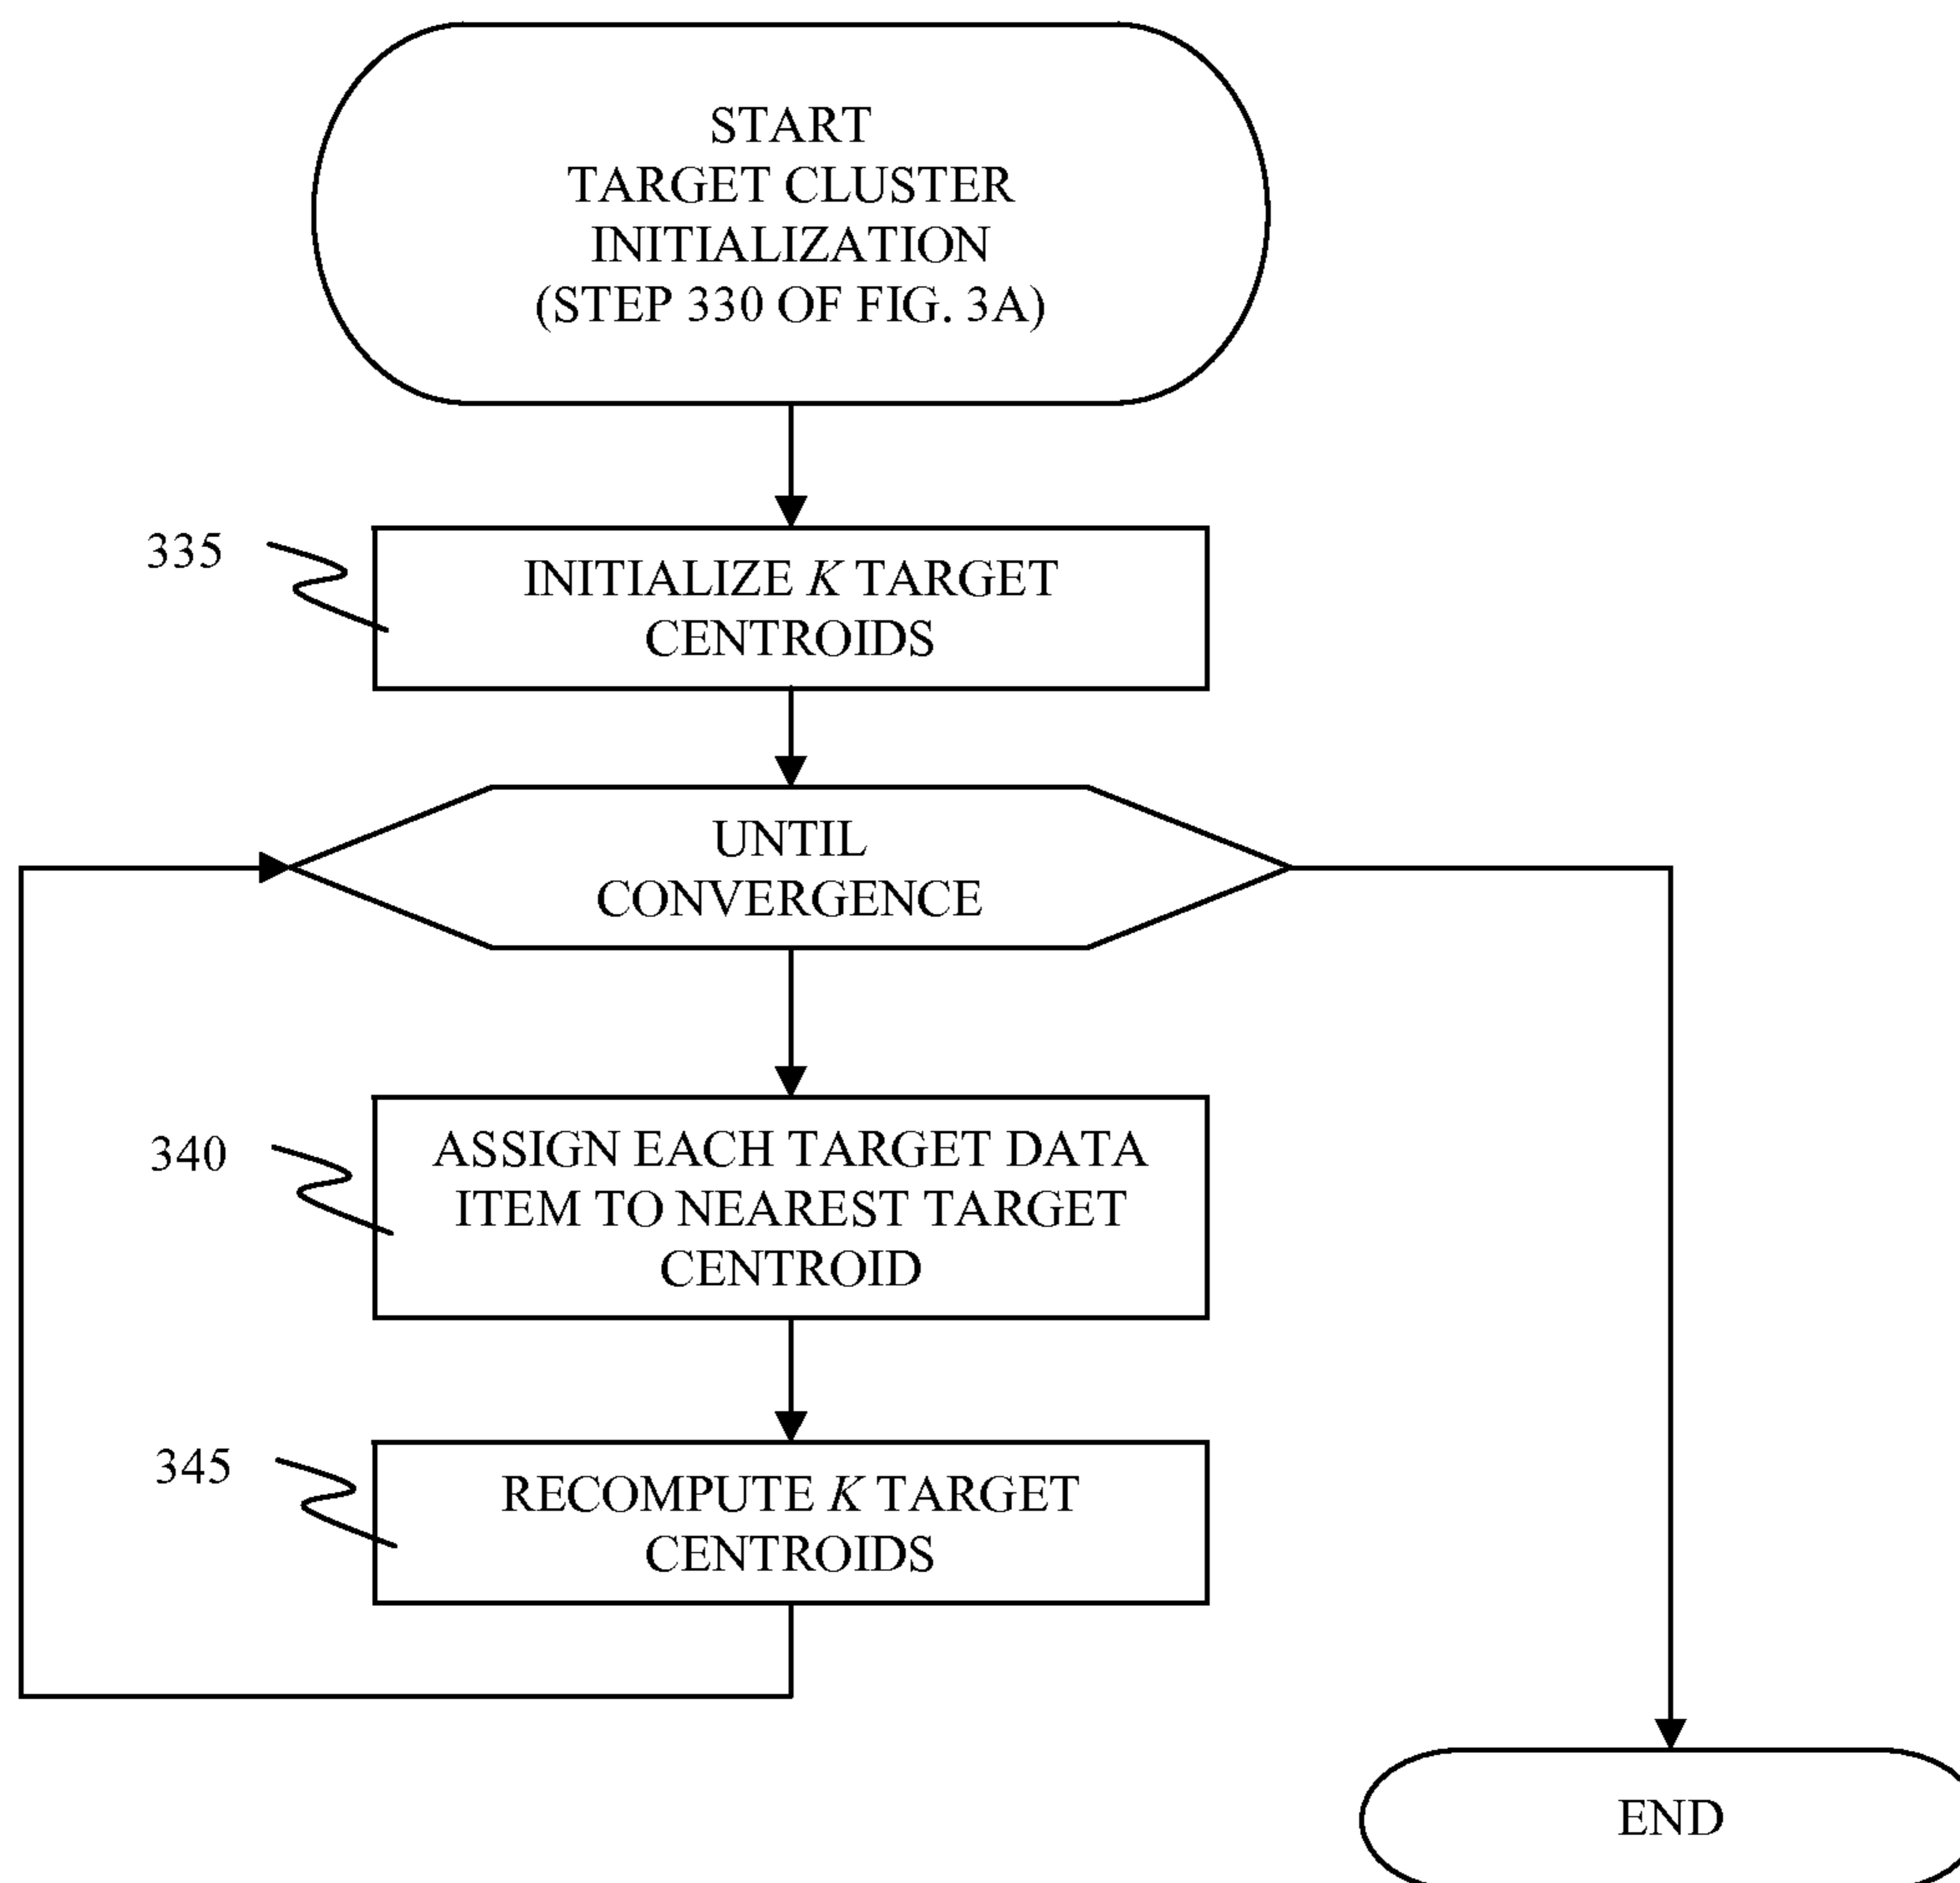 START
TARGET CLUSTER
INITIALIZATION
(STEP 330 OF FIG. 3A)
335
INITIALIZE K TARGET
CENTROIDS
UNTIL
CONVERGENCE
340
ASSIGN EACH TARGET DATA
ITEM TO NEAREST TARGET
CENTROID
345
RECOMPUTE K TARGET
CENTROIDS
END